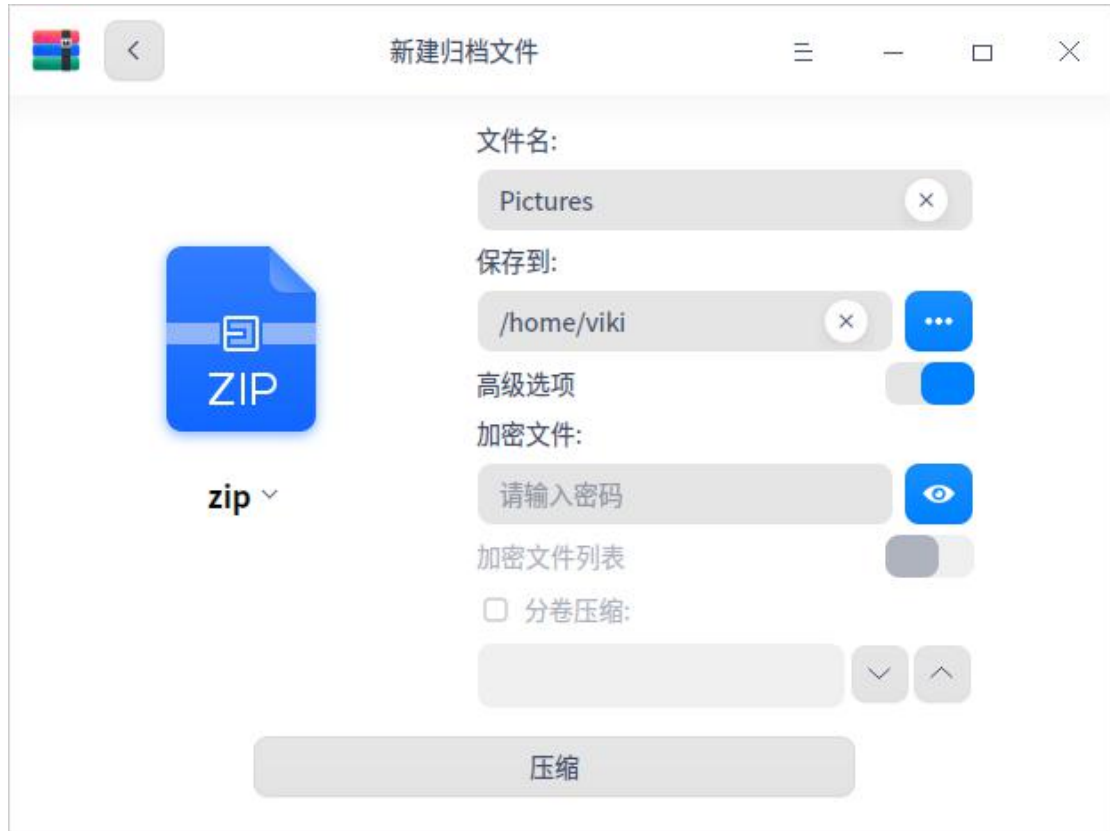 新建归档文件
文件名:
Pictures
保存到:
/home/viki
高级选项
加密文件:
请输入密码
加密文件列表
分卷压缩:
ZIP
zip
压缩